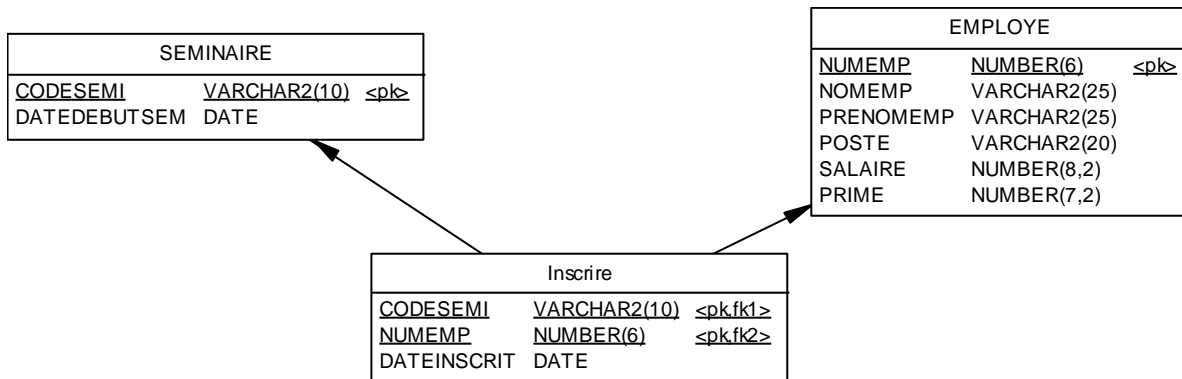 SEMINAIRE
CODESEMI VARCHAR2(10) <pk>
DATEDEBUTSEM DATE
EMPLOYE
NUMEMP NUMBER(6) <pk>
NOMEMP VARCHAR2(25)
PRENOMEMP VARCHAR2(25)
POSTE VARCHAR2(20)
SALAIRE NUMBER(8,2)
PRIME NUMBER(7,2)
Inscrire
CODESEMI VARCHAR2(10) <pk,fk1>
NUMEMP NUMBER(6) <pk,fk2>
DATEINSCRIT DATE